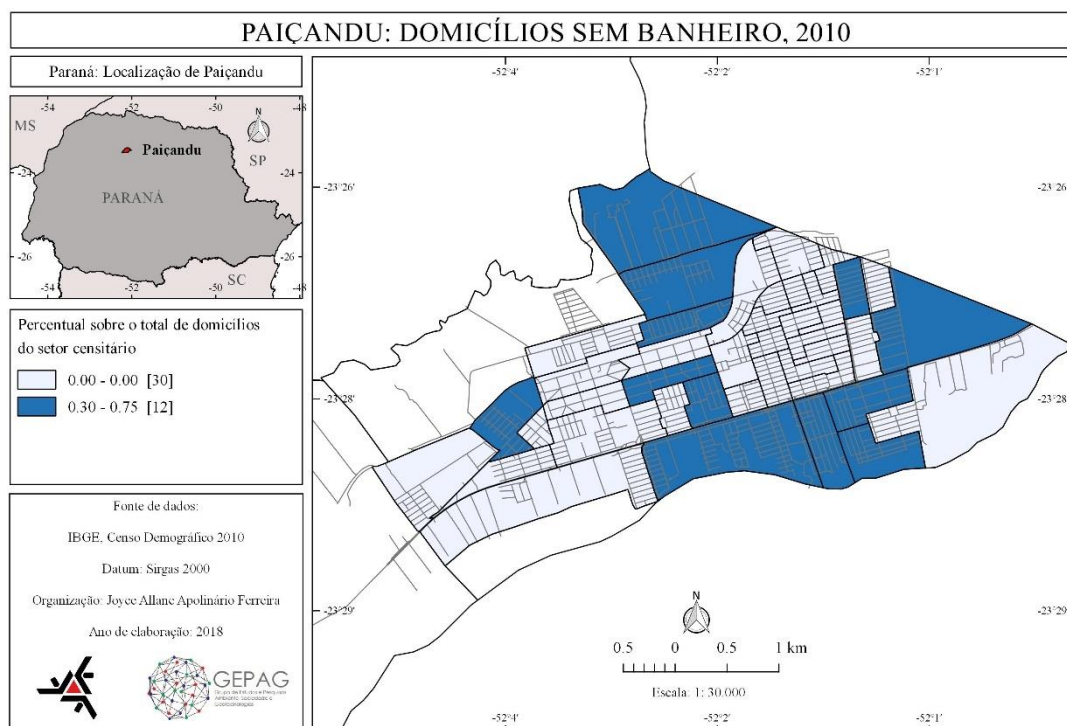 PAIÇANDU: DOMICÍLIOS SEM BANHEIRO, 2010
Paraná: Localização de Paiçandu
-54
-52
-50
-48
MS
N
Paiçandu
SP
-24
-24
PARANÁ
-26
-26
SC
-54
-52
-50
-48
Percentual sobre o total de domicílios
do setor censitário
0.00 - 0.00 [30]
0.30 - 0.75 [12]
Fonte de dados:
IBGE, Censo Demográfico 2010
Datum: Sirgas 2000
Organização: Joyce Allane Apolinário Ferreira
Ano de elaboração: 2018
GEPAG
-52°4'
-52°2'
-52°1'
-23°26'
-23°26'
-23°28'
-23°28'
-23°29'
-23°29'
N
0.5 0 0.5 1 km
Escala: 1: 30.000
-52°4'
-52°2'
-52°1'